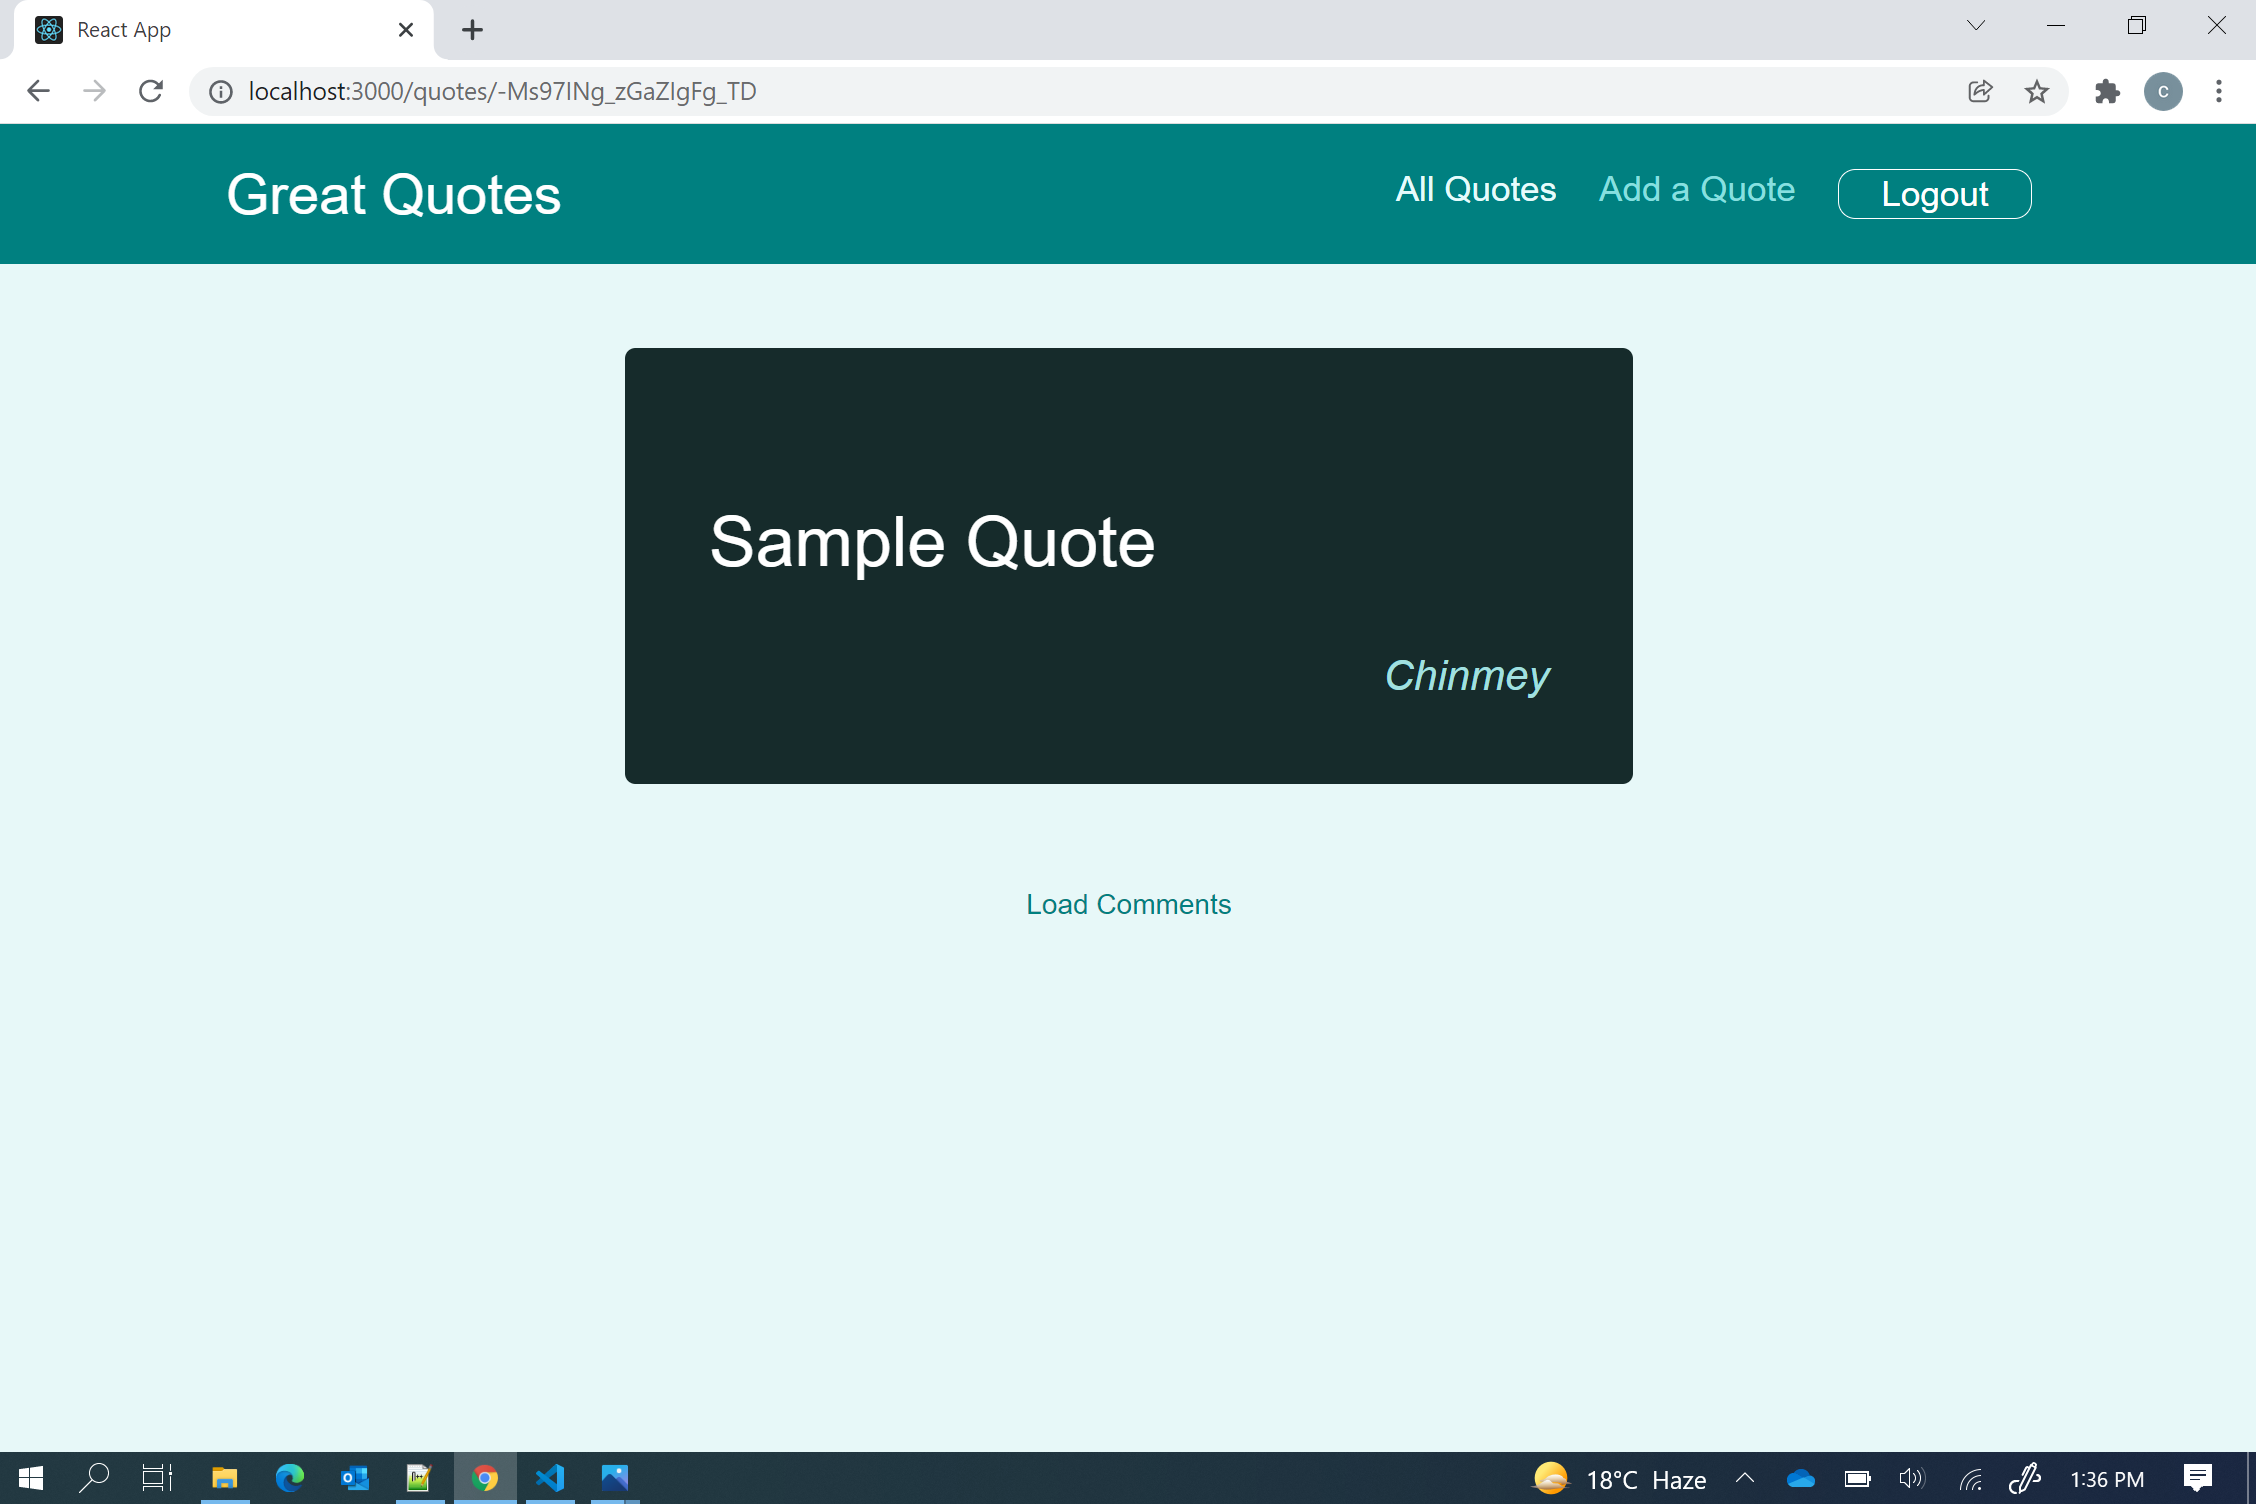 React App
localhost:3000/quotes/-Ms97INg_zGaZIgFg_TD
C
Great Quotes
All Quotes
Add a Quote
Logout
Sample Quote
Chinmey
Load Comments
18°C Haze
1:36 PM